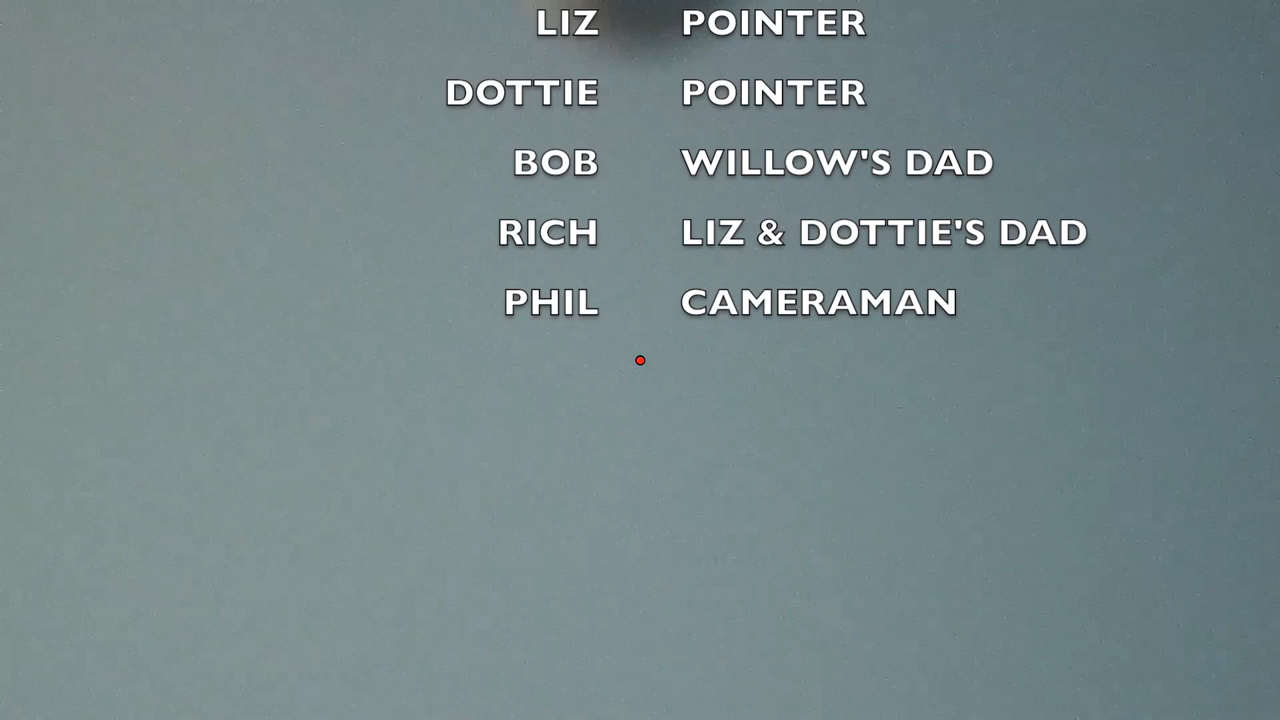 LIZ POINTER
DOTTIE POINTER
BOB WILLOW'S DAD
RICH LIZ & DOTTIE'S DAD
PHIL CAMERAMAN